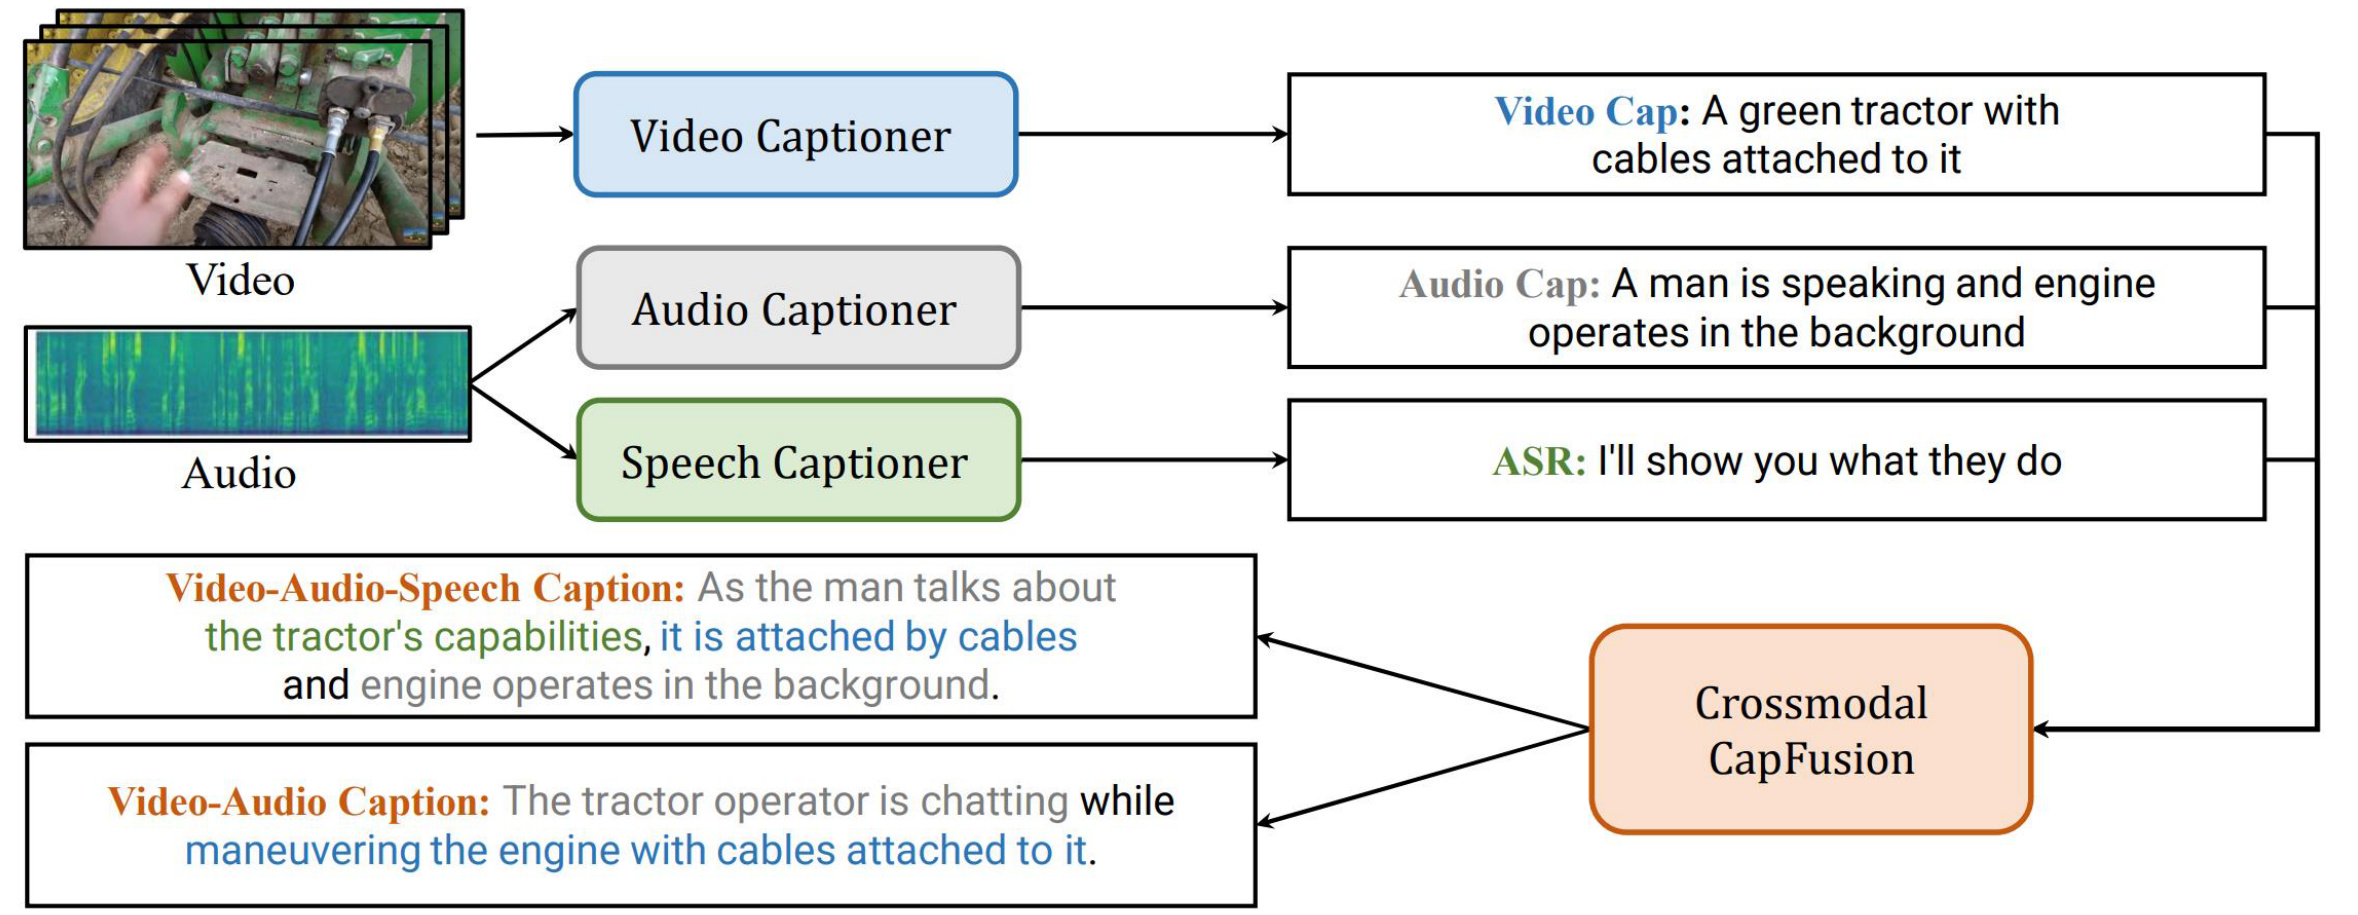 Video
Audio
Video Captioner
Audio Captioner
Speech Captioner
Video Cap: A green tractor with
cables attached to it
Audio Cap: A man is speaking and engine
operates in the background
ASR: I'll show you what they do
Crossmodal
CapFusion
Video-Audio-Speech Caption: As the man talks about
the tractor's capabilities, it is attached by cables
and engine operates in the background.
Video-Audio Caption: The tractor operator is chatting while
maneuvering the engine with cables attached to it.